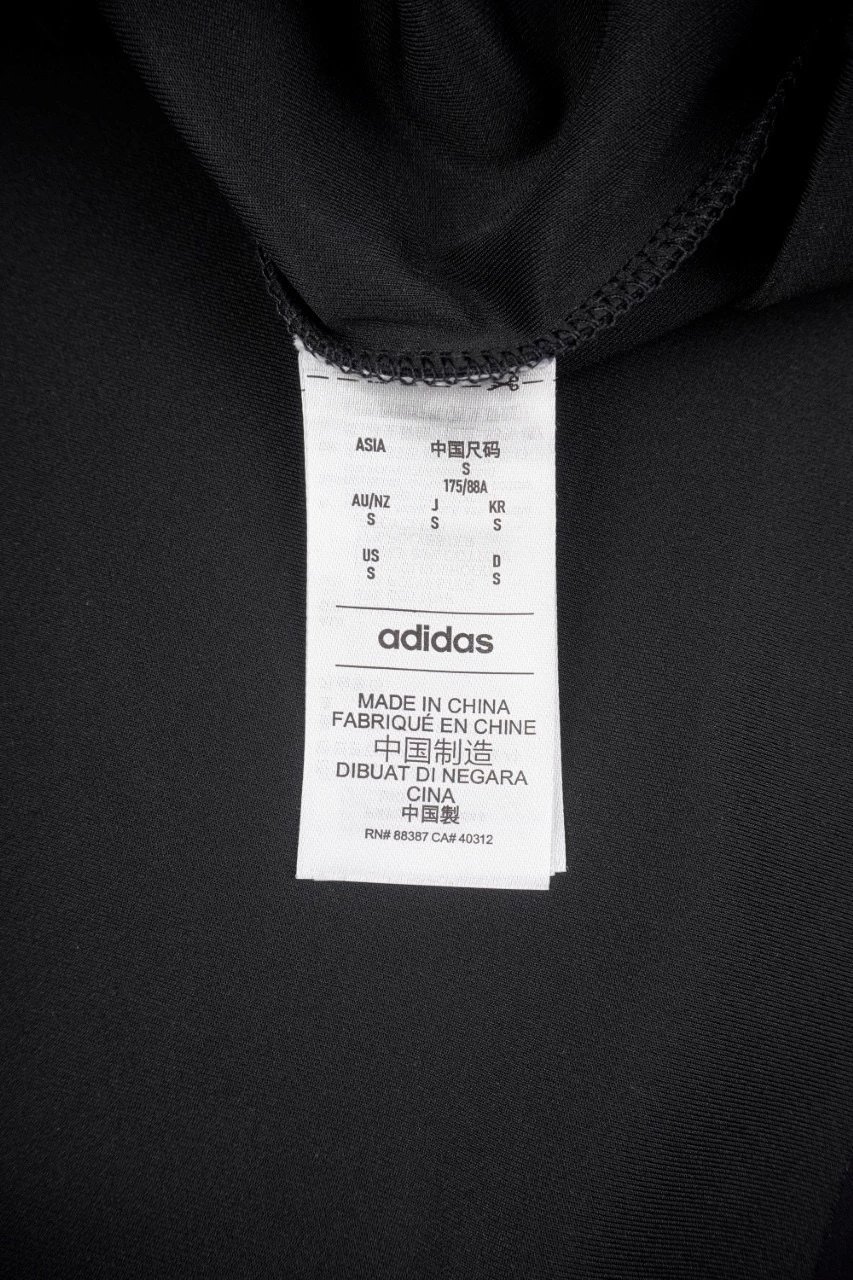 ASIA 中国尺码
S
175/88A
AU/NZ J KR
S S S
US D
S S
adidas
MADE IN CHINA
FABRIQUÉ EN CHINE
中国制造
DIBUAT DI NEGARA
CINA
中国製
RN# 88387 CA# 40312